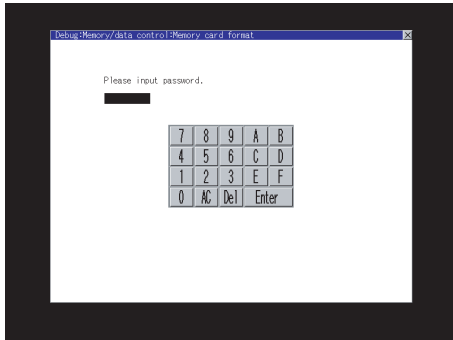 Debug:Memory/data control:Memory card format
Please input password.
7 8 9 A B
4 5 6 C D
1 2 3 E F
0 AC Del Enter